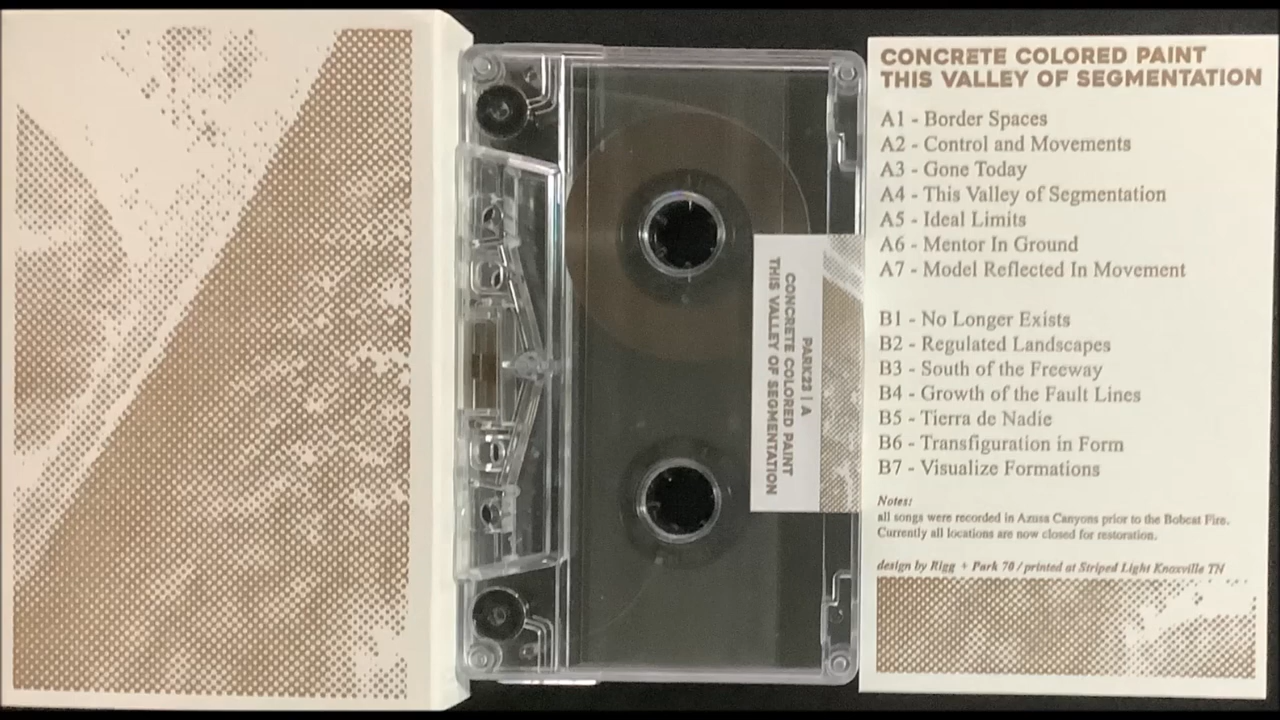 PARK23 | A
CONCRETE COLORED PAINT
THIS VALLEY OF SEGMENTATION
CONCRETE COLORED PAINT
THIS VALLEY OF SEGMENTATION
A1 - Border Spaces
A2 - Control and Movements
A3 - Gone Today
A4 - This Valley of Segmentation
A5 - Ideal Limits
A6 - Mentor In Ground
A7 - Model Reflected In Movement
B1 - No Longer Exists
B2 - Regulated Landscapes
B3 - South of the Freeway
B4 - Growth of the Fault Lines
B5 - Tierra de Nadie
B6 - Transfiguration in Form
B7 - Visualize Formations
Notes:
all songs were recorded in Azusa Canyons prior to the Bobcat Fire.
Currently all locations are now closed for restoration.
design by Rigg + Park 70 / printed at Striped Light Knoxville TN